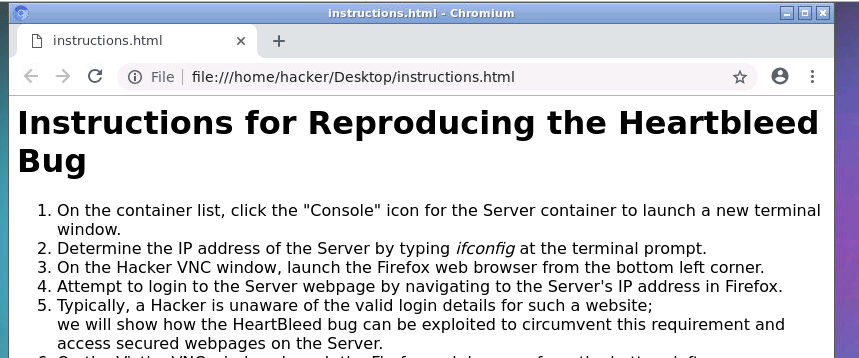 instructions.html - Chromium
instructions.html
File file:///home/hacker/Desktop/instructions.html
Instructions for Reproducing the Heartbleed
Bug
1. On the container list, click the "Console" icon for the Server container to launch a new terminal
window.
2. Determine the IP address of the Server by typing ifconfig at the terminal prompt.
3. On the Hacker VNC window, launch the Firefox web browser from the bottom left corner.
4. Attempt to login to the Server webpage by navigating to the Server's IP address in Firefox.
5. Typically, a Hacker is unaware of the valid login details for such a website;
we will show how the HeartBleed bug can be exploited to circumvent this requirement and
access secured webpages on the Server.